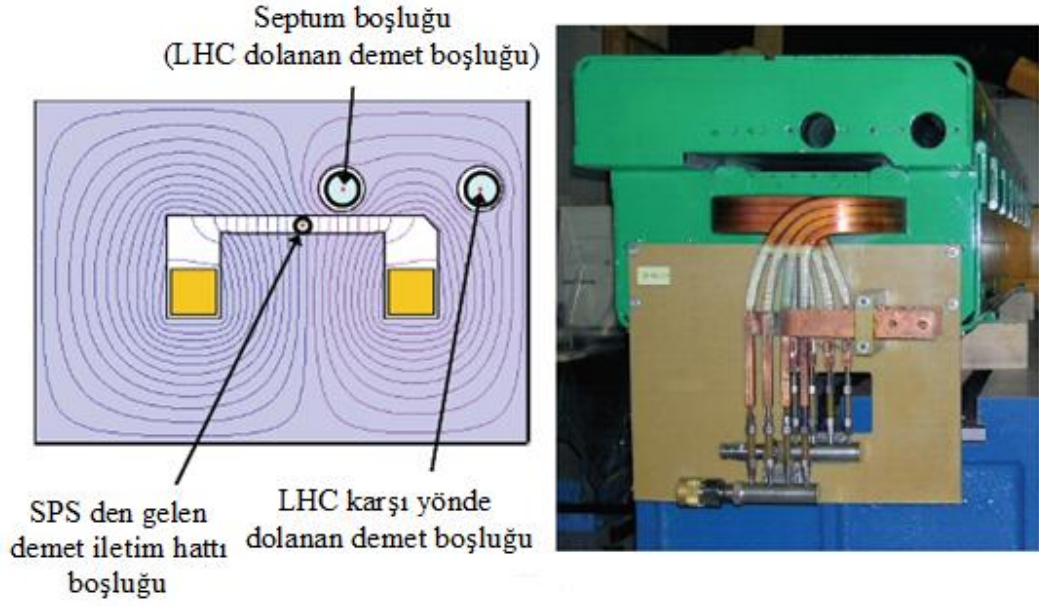 Septum boşluğu
(LHC dolanan demet boşluğu)
SPS den gelen
demet iletim hattı
boşluğu
LHC karşı yönde
dolanan demet boşluğu